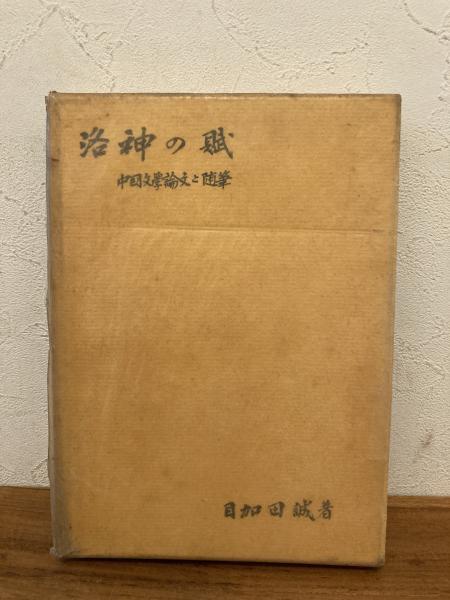 洛神の賦
中国文學論文と随筆
目加田誠著